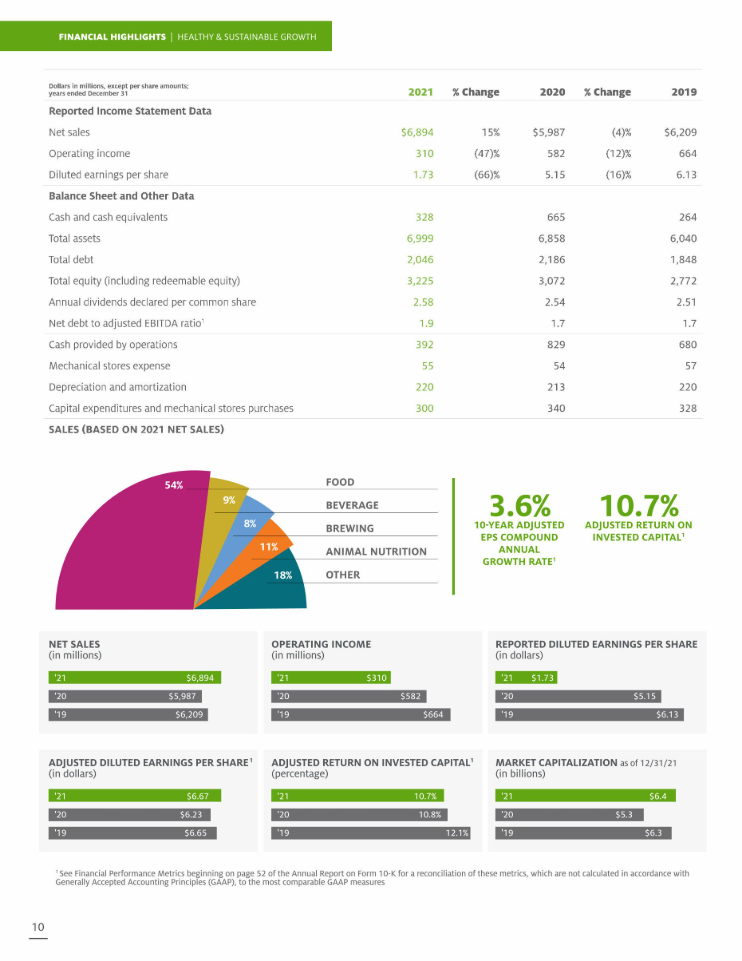 FINANCIAL HIGHLIGHTS | HEALTHY & SUSTAINABLE GROWTH
Dollars in millions, except per share amounts;
years ended December 31 2021 % Change 2020 % Change 2019
Reported Income Statement Data
Net sales $6,894 15% $5,987 (4)% $6,209
Operating income 310 (47)% 582 (12)% 664
Diluted earnings per share 1.73 (66)% 5.15 (16)% 6.13
Balance Sheet and Other Data
Cash and cash equivalents 328 665 264
Total assets 6,999 6,858 6,040
Total debt 2,046 2,186 1,848
Total equity (including redeemable equity) 3,225 3,072 2,772
Annual dividends declared per common share 2.58 2.54 2.51
Net debt to adjusted EBITDA ratio¹ 1.9 1.7 1.7
Cash provided by operations 392 829 680
Mechanical stores expense 55 54 57
Depreciation and amortization 220 213 220
Capital expenditures and mechanical stores purchases 300 340 328
SALES (BASED ON 2021 NET SALES)
54% FOOD
9% BEVERAGE
8% BREWING
11% ANIMAL NUTRITION
18% OTHER
3.6%
10-YEAR ADJUSTED
EPS COMPOUND
ANNUAL
GROWTH RATE¹
10.7%
ADJUSTED RETURN ON
INVESTED CAPITAL¹
NET SALES
(in millions)
'21 $6,894
'20 $5,987
'19 $6,209
OPERATING INCOME
(in millions)
'21 $310
'20 $582
'19 $664
REPORTED DILUTED EARNINGS PER SHARE
(in dollars)
'21 $1.73
'20 $5.15
'19 $6.13
ADJUSTED DILUTED EARNINGS PER SHARE¹
(in dollars)
'21 $6.67
'20 $6.23
'19 $6.65
ADJUSTED RETURN ON INVESTED CAPITAL¹
(percentage)
'21 10.7%
'20 10.8%
'19 12.1%
MARKET CAPITALIZATION as of 12/31/21
(in billions)
'21 $6.4
'20 $5.3
'19 $6.3
¹ See Financial Performance Metrics beginning on page 52 of the Annual Report on Form 10-K for a reconciliation of these metrics, which are not calculated in accordance with
Generally Accepted Accounting Principles (GAAP), to the most comparable GAAP measures
10